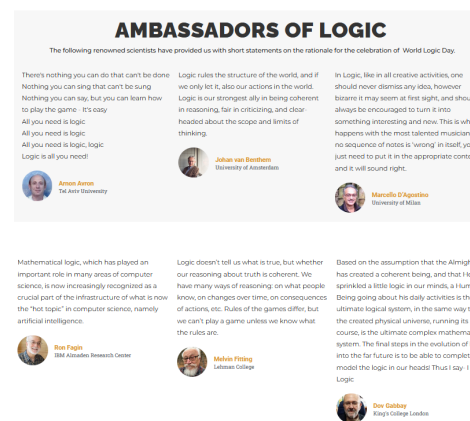 AMBASSADORS OF LOGIC
The following renowned scientists have provided us with short statements on the rationale for the celebration of World Logic Day.
There's nothing you can do that can't be done
Nothing you can sing that can't be sung
Nothing you can say, but you can learn how
to play the game - It's easy
All you need is logic
All you need is logic
All you need is logic, logic
Logic is all you need!
Arnon Avron
Tel Aviv University
Logic rules the structure of the world, and if
we only let it, also our actions in the world.
Logic is our strongest ally in being coherent
in reasoning, fair in criticizing, and clear-
headed about the scope and limits of
thinking.
Johan van Benthem
University of Amsterdam
In Logic, like in all creative activities, one
should never dismiss any idea, however
bizarre it may seem at first sight, and
always be encouraged to turn it into
something interesting and new. This is
happens with the most talented
no sequence of notes is 'wrong' in itself,
just need to put it in the appropriate
and it will sound right.
Marcello D'Agostino
University of Milan
Mathematical logic, which has played an
important role in many areas of computer
science, is now increasingly recognized as a
crucial part of the infrastructure of what is now
the "hot topic" in computer science, namely
artificial intelligence.
Ron Fagin
IBM Almaden Research Center
Logic doesn't tell us what is true, but whether
our reasoning about truth is coherent. We
have many ways of reasoning: on what people
know, on changes over time, on consequences
of actions, etc. Rules of the games differ, but
we can't play a game unless we know what
the rules are.
Melvin Fitting
Lehman College
Based on the assumption that the
has created a coherent being, and that
sprinkled a little logic in our minds, a
Being going about his daily activities is
ultimate logical system, in the same way
the created physical universe, running its
course, is the ultimate complex
system. The final steps in the evolution of
into the far future is to be able to
model the logic in our heads! Thus I say- I
Logic
Dov Gabbay
King's College London